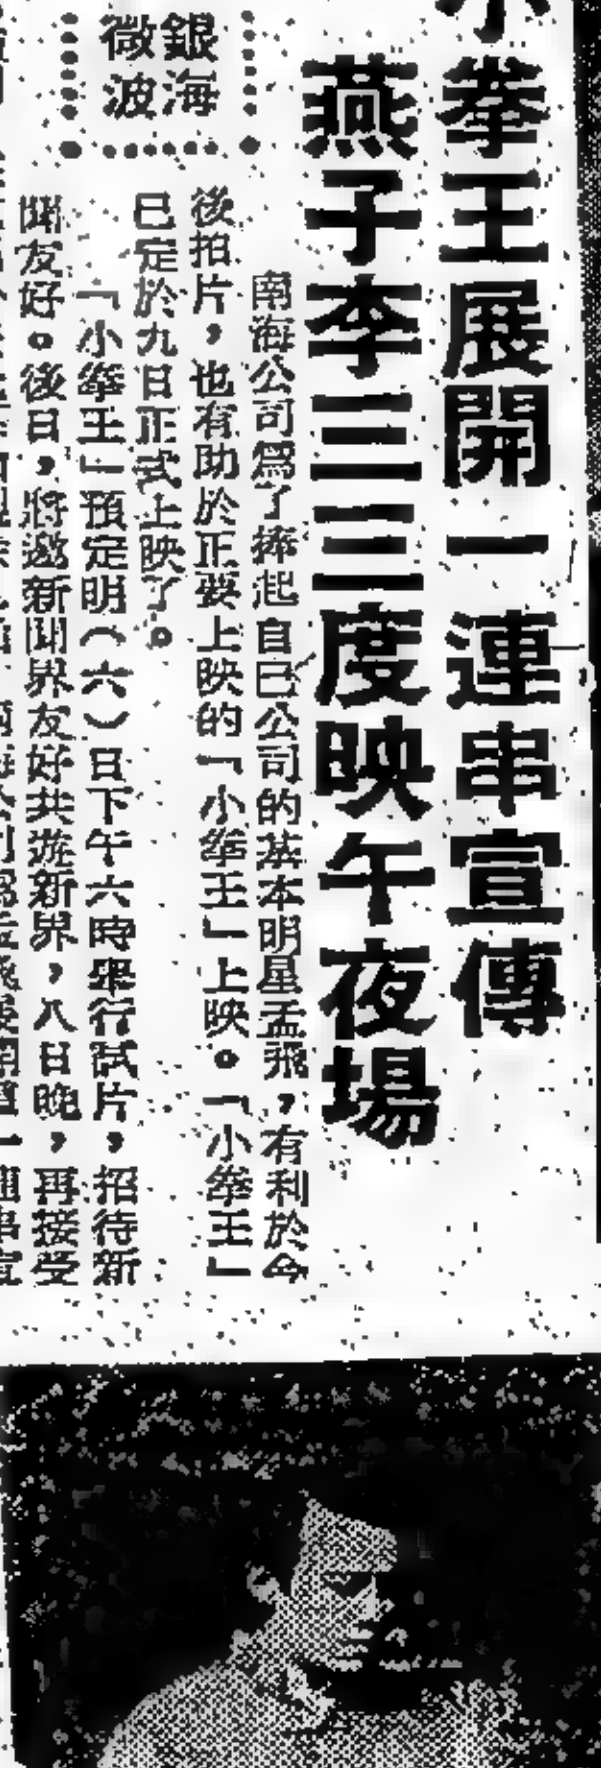 小拳王展開一連串宣傳
燕子李三三度映午夜場
銀海
微波
南海公司爲了捧起自己公司的基本明星孟飛，有利於今
後拍片，也有助於正要上映的「小拳王」上映。「小拳王」
已定於九日正式上映了。
「小拳王」預定明（六）日下午六時舉行試片，招待新
聞友好。後日，將邀新聞界友好共遊新界，八日晚，再接受